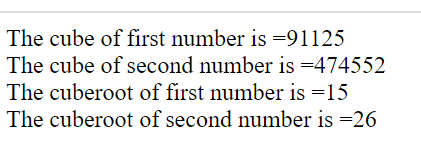 The cube of first number is =91125
The cube of second number is =474552
The cuberoot of first number is =15
The cuberoot of second number is =26